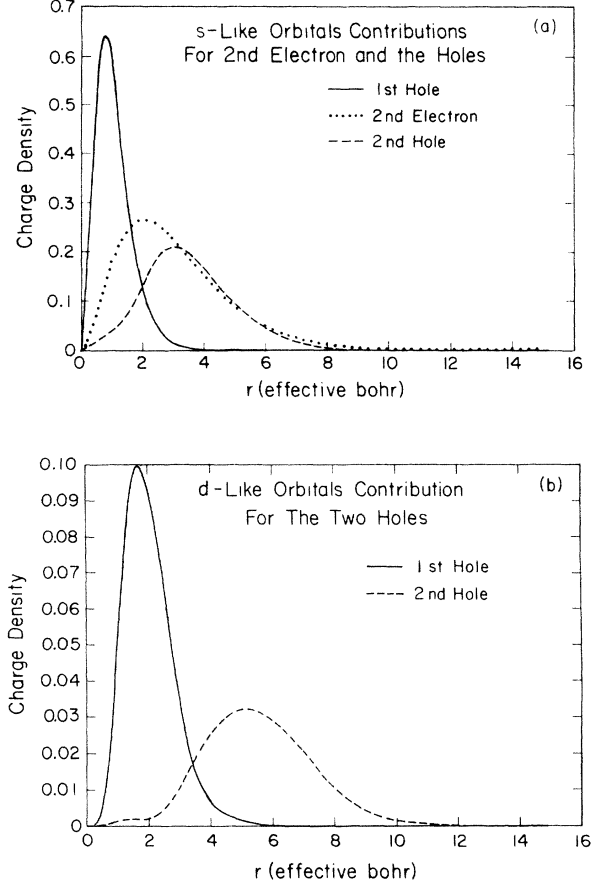 s-Like Orbitals Contributions
For 2nd Electron and the Holes
(a)
1st Hole
2nd Electron
2nd Hole
Charge Density
0.7
0.6
0.5
0.4
0.3
0.2
0.1
0
0 2 4 6 8 10 12 14 16
r (effective bohr)
d-Like Orbitals Contribution
For The Two Holes
(b)
1st Hole
2nd Hole
Charge Density
0.10
0.09
0.08
0.07
0.06
0.05
0.04
0.03
0.02
0.01
0
0 2 4 6 8 10 12 14 16
r (effective bohr)